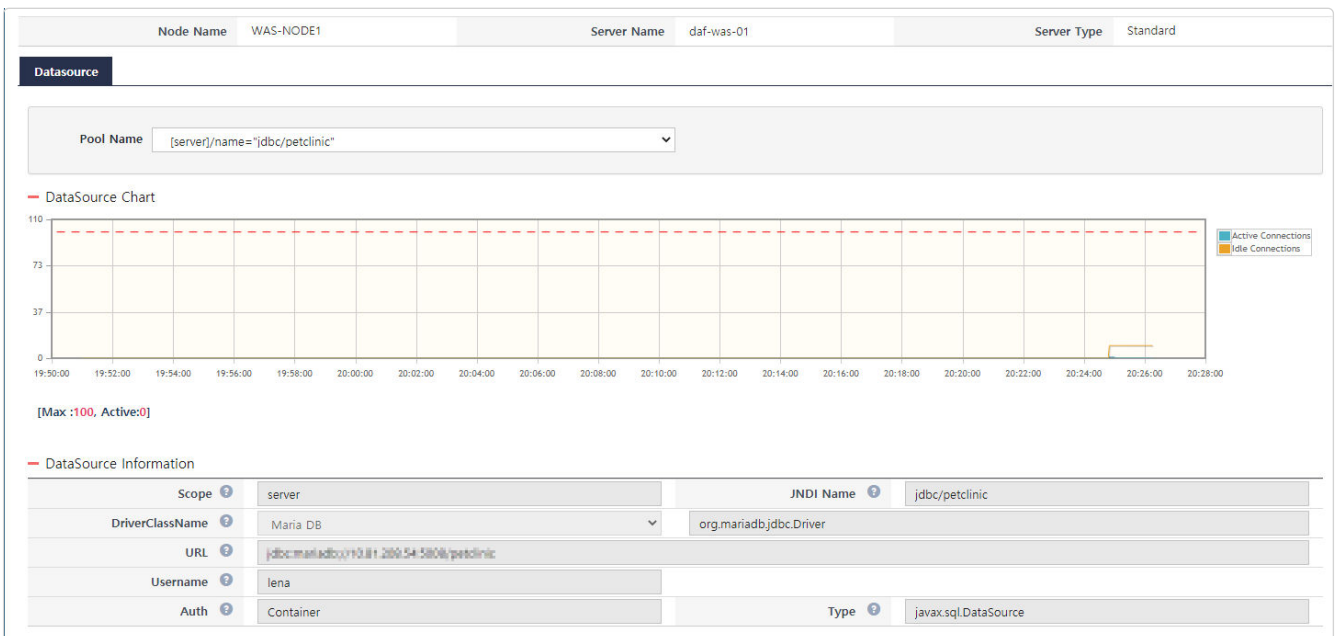 Node Name WAS-NODE1 Server Name daf-was-01 Server Type Standard
Datasource
Pool Name [server]/name="jdbc/petclinic"
DataSource Chart
110
73
37
0
Active Connections
Idle Connections
19:50:00 19:52:00 19:54:00 19:56:00 19:58:00 20:00:00 20:02:00 20:04:00 20:06:00 20:08:00 20:10:00 20:12:00 20:14:00 20:16:00 20:18:00 20:20:00 20:22:00 20:24:00 20:26:00 20:28:00
[Max :100, Active:0]
DataSource Information
Scope ? server JNDI Name ? jdbc/petclinic
DriverClassName ? Maria DB org.mariadb.jdbc.Driver
URL ?
Username ? lena
Auth ? Container Type ? javax.sql.DataSource